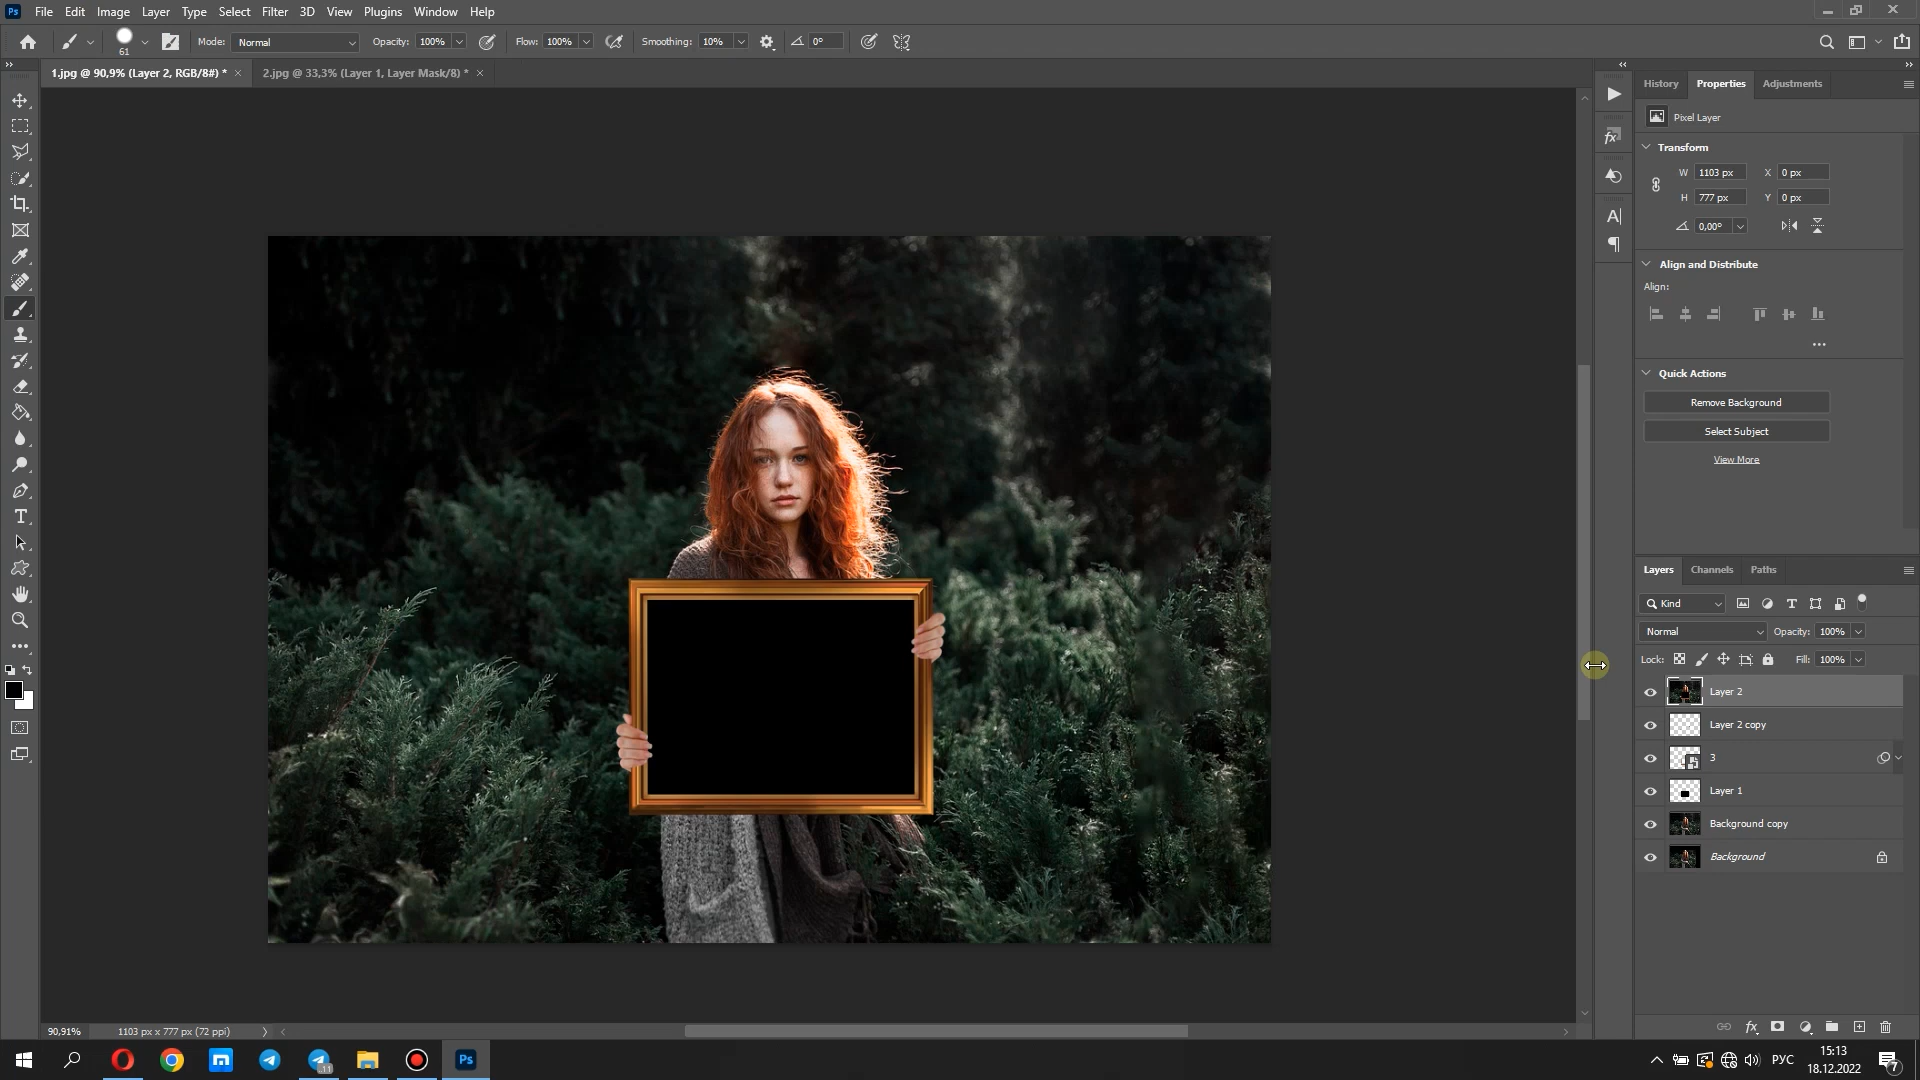 Ps File Edit Image Layer Type Select Filter 3D View Plugins Window Help
61 Mode: Normal Opacity: 100% Flow: 100% Smoothing: 10% 0°
1.jpg @ 90,9% (Layer 2, RGB/8#) * × 2.jpg @ 33,3% (Layer 1, Layer Mask/8) * ×
History Properties Adjustments
Pixel Layer
Transform
W 1103 px X 0 px
H 777 px Y 0 px
0,00°
Align and Distribute
Align:
Quick Actions
Remove Background
Select Subject
View More
Layers Channels Paths
Kind
Normal Opacity: 100%
Lock: Fill: 100%
Layer 2
Layer 2 copy
3
Layer 1
Background copy
Background
90,91% 1103 px x 777 px (72 ppi)
.11 Ps РУС 15:13
18.12.2022
7